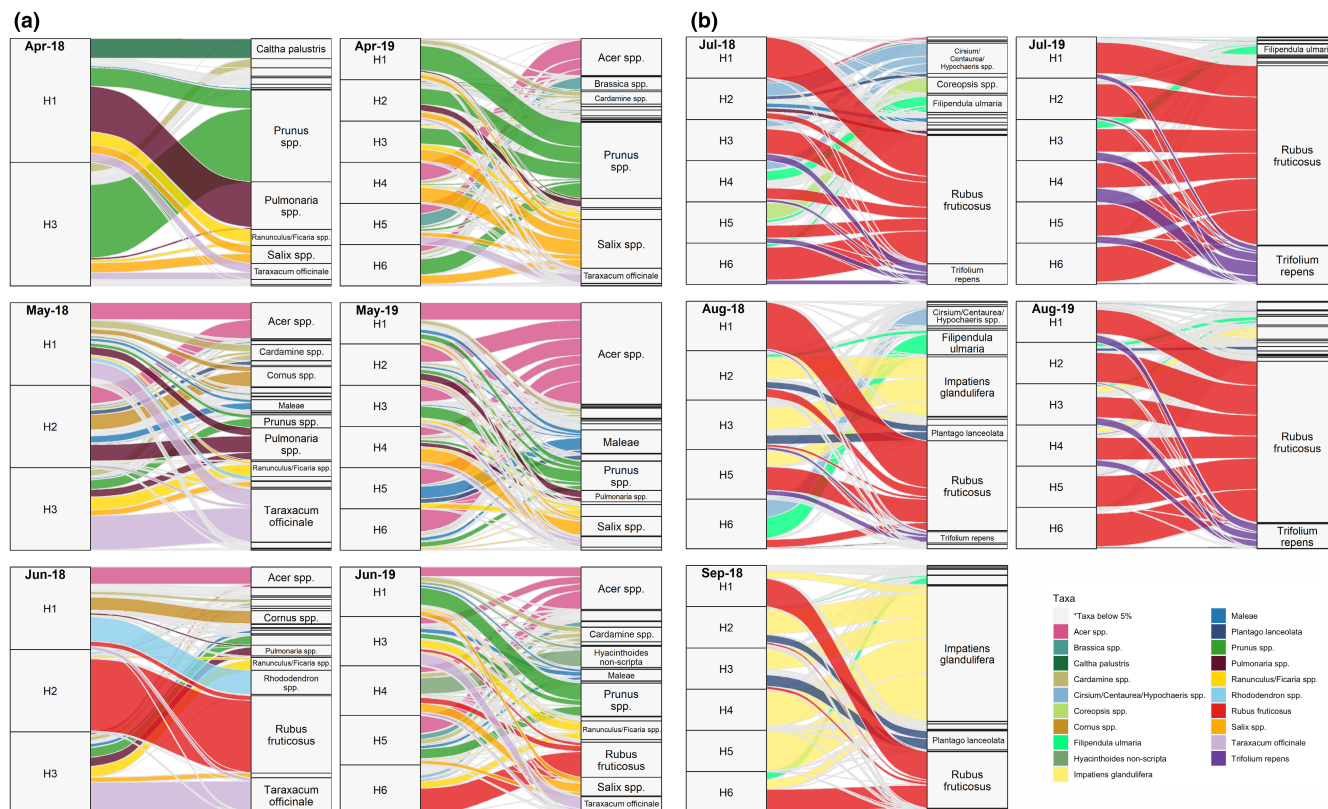 (a)
Apr-18
H1
H3
Caltha palustris
Prunus
spp.
Pulmonaria
spp.
Ranunculus/Ficaria spp.
Salix spp.
Taraxacum officinale
Apr-19
H1
H2
H3
H4
H5
H6
Acer spp.
Brassica spp.
Cardamine spp.
Prunus
spp.
Salix spp.
Taraxacum officinale
May-18
H1
H2
H3
Acer spp.
Cardamine spp.
Cornus spp.
Maleae
Prunus spp.
Pulmonaria
spp.
Ranunculus/Ficaria spp.
Taraxacum
officinale
May-19
H1
H2
H3
H4
H5
H6
Acer spp.
Maleae
Prunus
spp.
Pulmonaria spp.
Salix spp.
Jun-18
H1
H2
H3
Acer spp.
Cornus spp.
Pulmonaria spp.
Ranunculus/Ficaria spp.
Rhododendron
spp.
Rubus
fruticosus
Taraxacum
officinale
Jun-19
H1
H3
H4
H5
H6
Acer spp.
Cardamine spp.
Hyacinthoides
non-scripta
Maleae
Prunus
spp.
Ranunculus/Ficaria spp.
Rubus
fruticosus
Salix spp.
Taraxacum officinale
(b)
Jul-18
H1
H2
H3
H4
H5
H6
Cirsium/
Centaurea/
Hypochaeris spp.
Coreopsis spp.
Filipendula ulmaria
Rubus
fruticosus
Trifolium
repens
Jul-19
H1
H2
H3
H4
H5
H6
Filipendula ulmaria
Rubus
fruticosus
Trifolium
repens
Aug-18
H1
H2
H3
H5
H6
Cirsium/Centaurea/
Hypochaeris spp.
Filipendula
ulmaria
Impatiens
glandulifera
Plantago lanceolata
Rubus
fruticosus
Trifolium repens
Aug-19
H1
H2
H3
H4
H5
H6
Rubus
fruticosus
Trifolium
repens
Sep-18
H1
H2
H3
H4
H5
H6
Impatiens
glandulifera
Plantago lanceolata
Rubus
fruticosus
Taxa
*Taxa below 5%
Acer spp.
Brassica spp.
Caltha palustris
Cardamine spp.
Cirsium/Centaurea/Hypochaeris spp.
Coreopsis spp.
Cornus spp.
Filipendula ulmaria
Hyacinthoides non-scripta
Impatiens glandulifera
Maleae
Plantago lanceolata
Prunus spp.
Pulmonaria spp.
Ranunculus/Ficaria spp.
Rhododendron spp.
Rubus fruticosus
Salix spp.
Taraxacum officinale
Trifolium repens